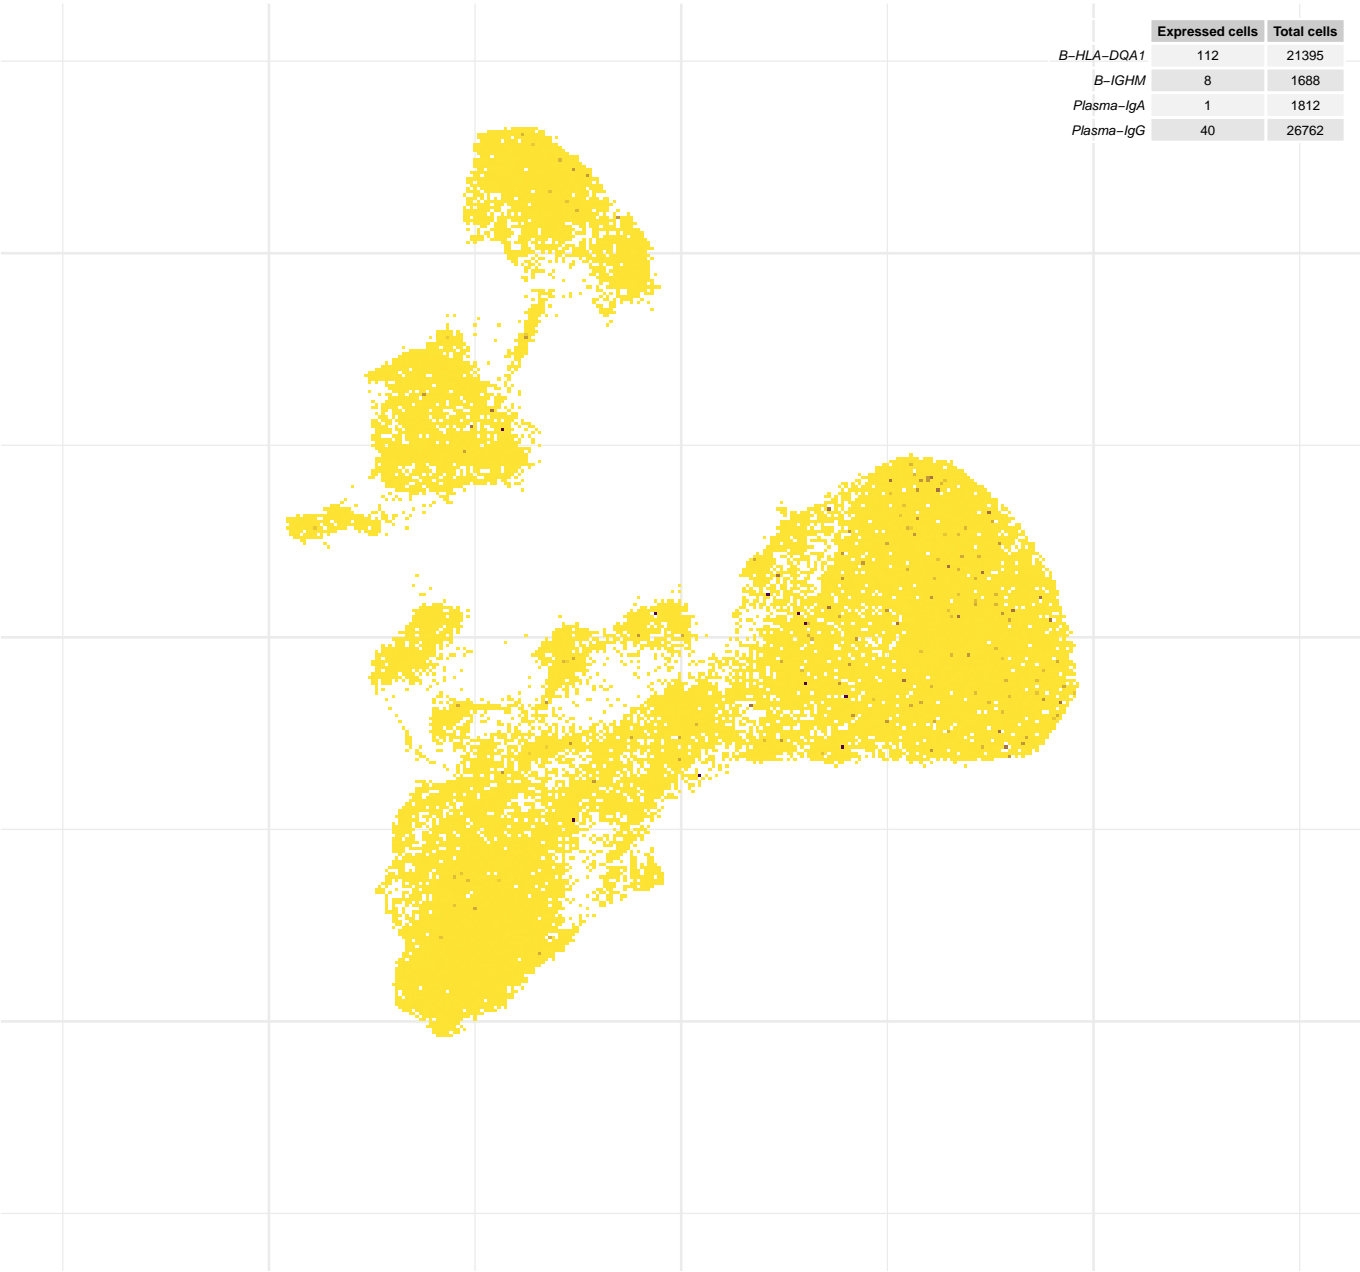 Expressed cells Total cells
B−HLA−DQA1 112 21395
B−IGHM 8 1688
Plasma−IgA 1 1812
Plasma−IgG 40 26762